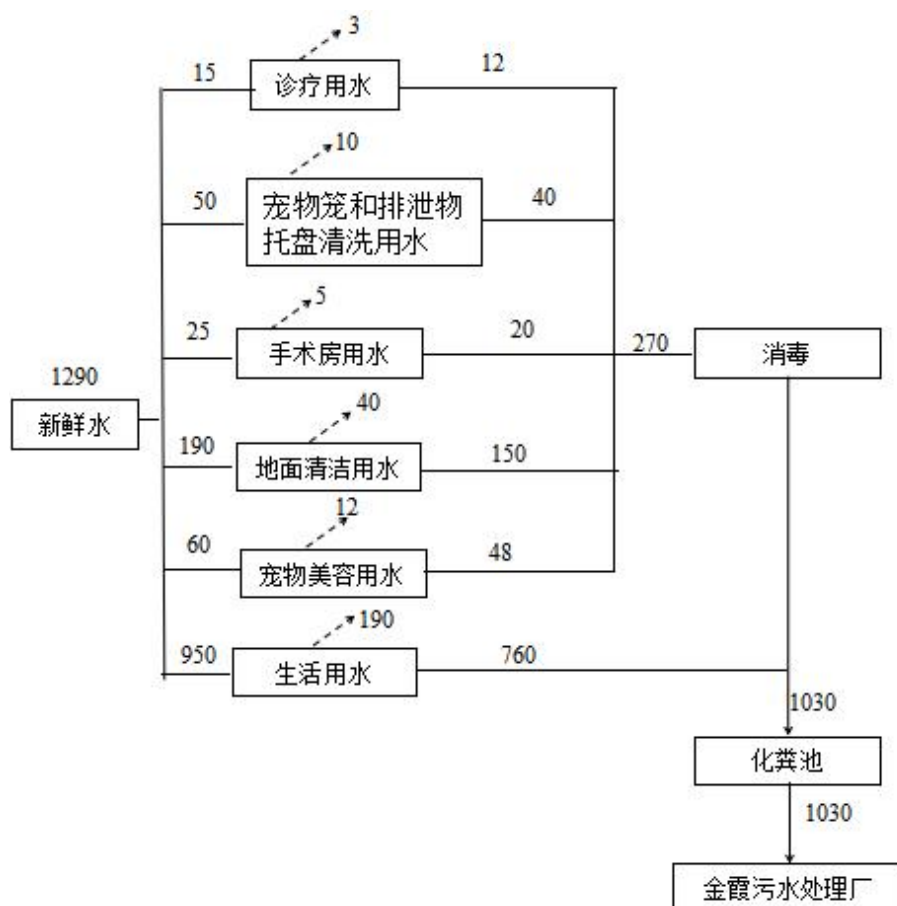 3
15
诊疗用水
12
10
50
宠物笼和排泄物
托盘清洗用水
40
5
25
手术房用水
20
270
消毒
1290
新鲜水
40
190
地面清洁用水
150
12
60
宠物美容用水
48
190
950
生活用水
760
1030
化粪池
1030
金霞污水处理厂